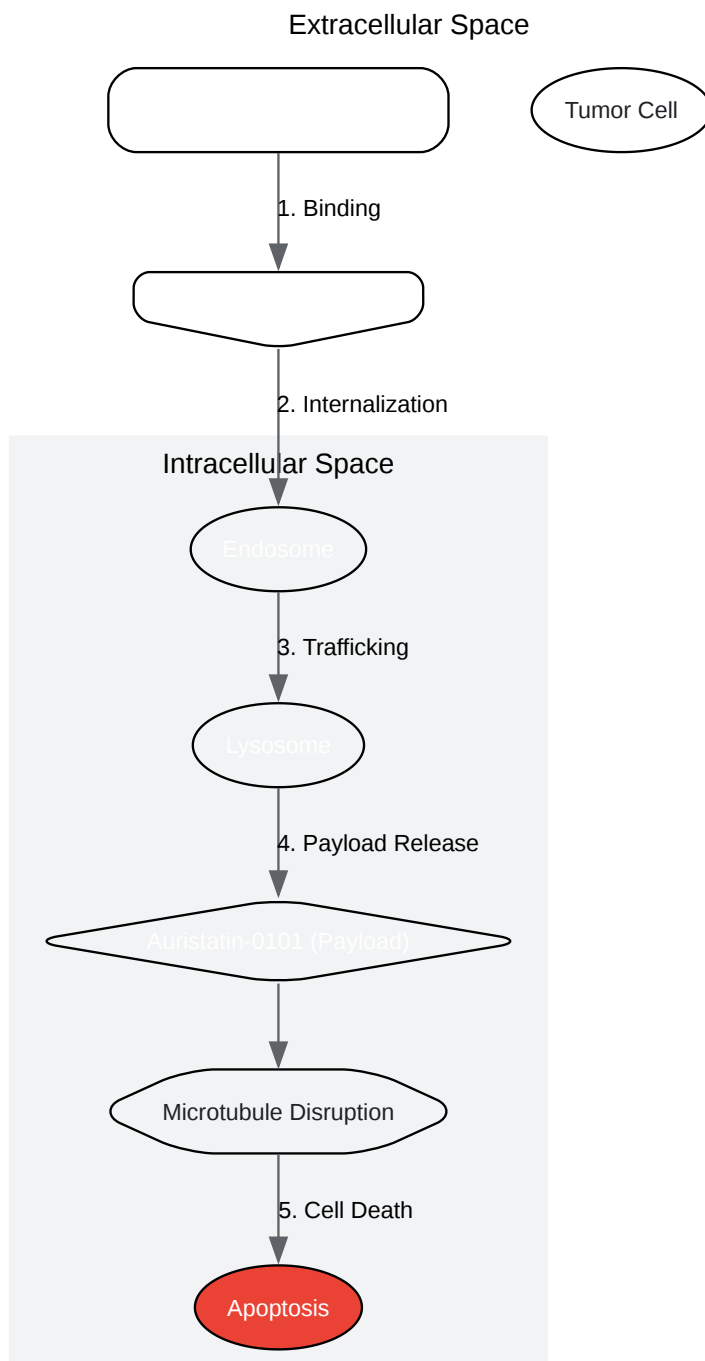 Extracellular Space
Tumor Cell
1. Binding
2. Internalization
Intracellular Space
Endosome
3. Trafficking
Lysosome
4. Payload Release
Auristatin-0101 (Payload)
Microtubule Disruption
5. Cell Death
Apoptosis